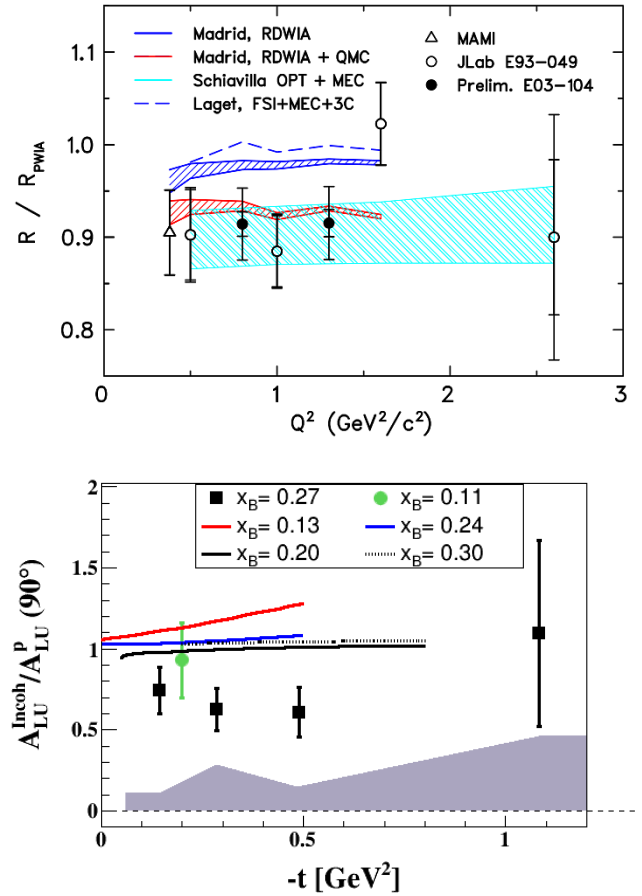 1.1
1.0
0.9
0.8
R / R_PWIA
Madrid, RDWIA
Madrid, RDWIA + QMC
Schiavilla OPT + MEC
Laget, FSI+MEC+3C
MAMI
JLab E93-049
Prelim. E03-104
0 1 2 3
Q² (GeV²/c²)
2
1.5
1
0.5
0
A_LU^Incoh/A_LU^p (90°)
x_B= 0.27 x_B= 0.11
x_B= 0.13 x_B= 0.24
x_B= 0.20 x_B= 0.30
0 0.5 1
-t [GeV²]